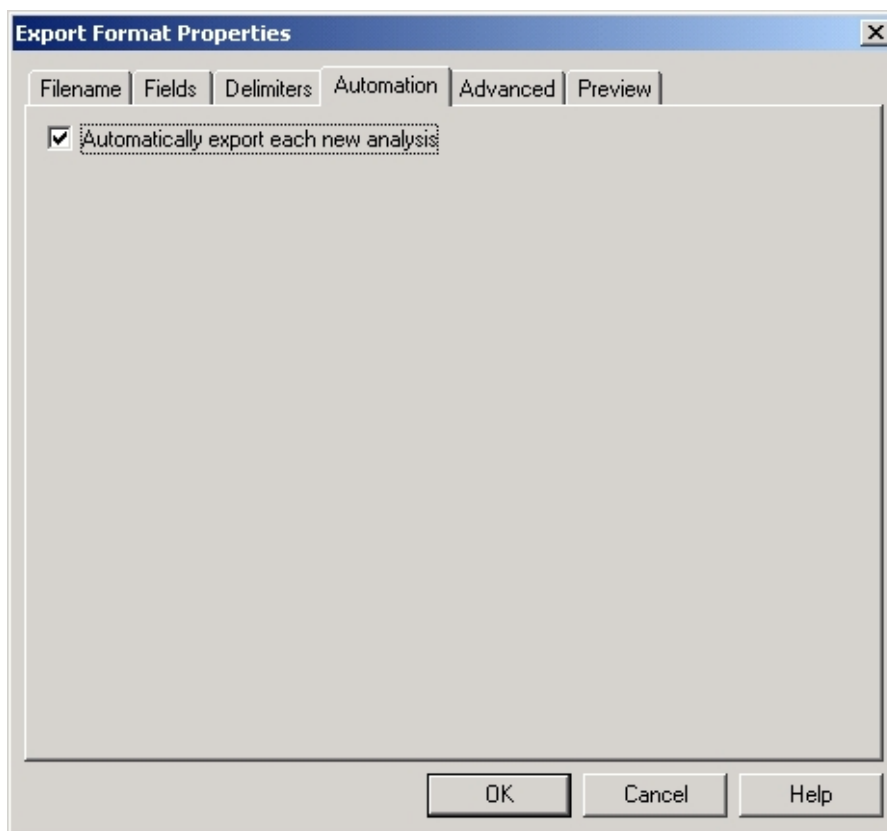 Export Format Properties
Filename Fields Delimiters Automation Advanced Preview
Automatically export each new analysis
OK Cancel Help